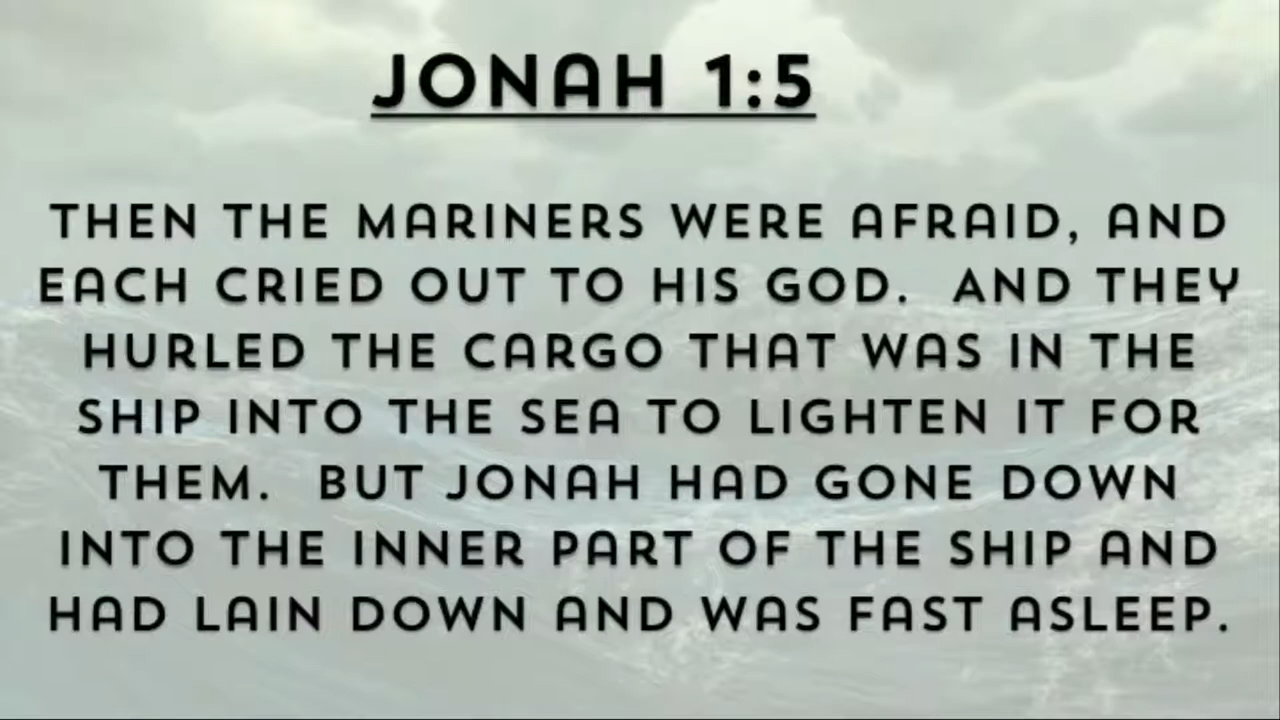 JONAH 1:5
THEN THE MARINERS WERE AFRAID, AND
EACH CRIED OUT TO HIS GOD.  AND THEY
HURLED THE CARGO THAT WAS IN THE
SHIP INTO THE SEA TO LIGHTEN IT FOR
THEM.  BUT JONAH HAD GONE DOWN
INTO THE INNER PART OF THE SHIP AND
HAD LAIN DOWN AND WAS FAST ASLEEP.